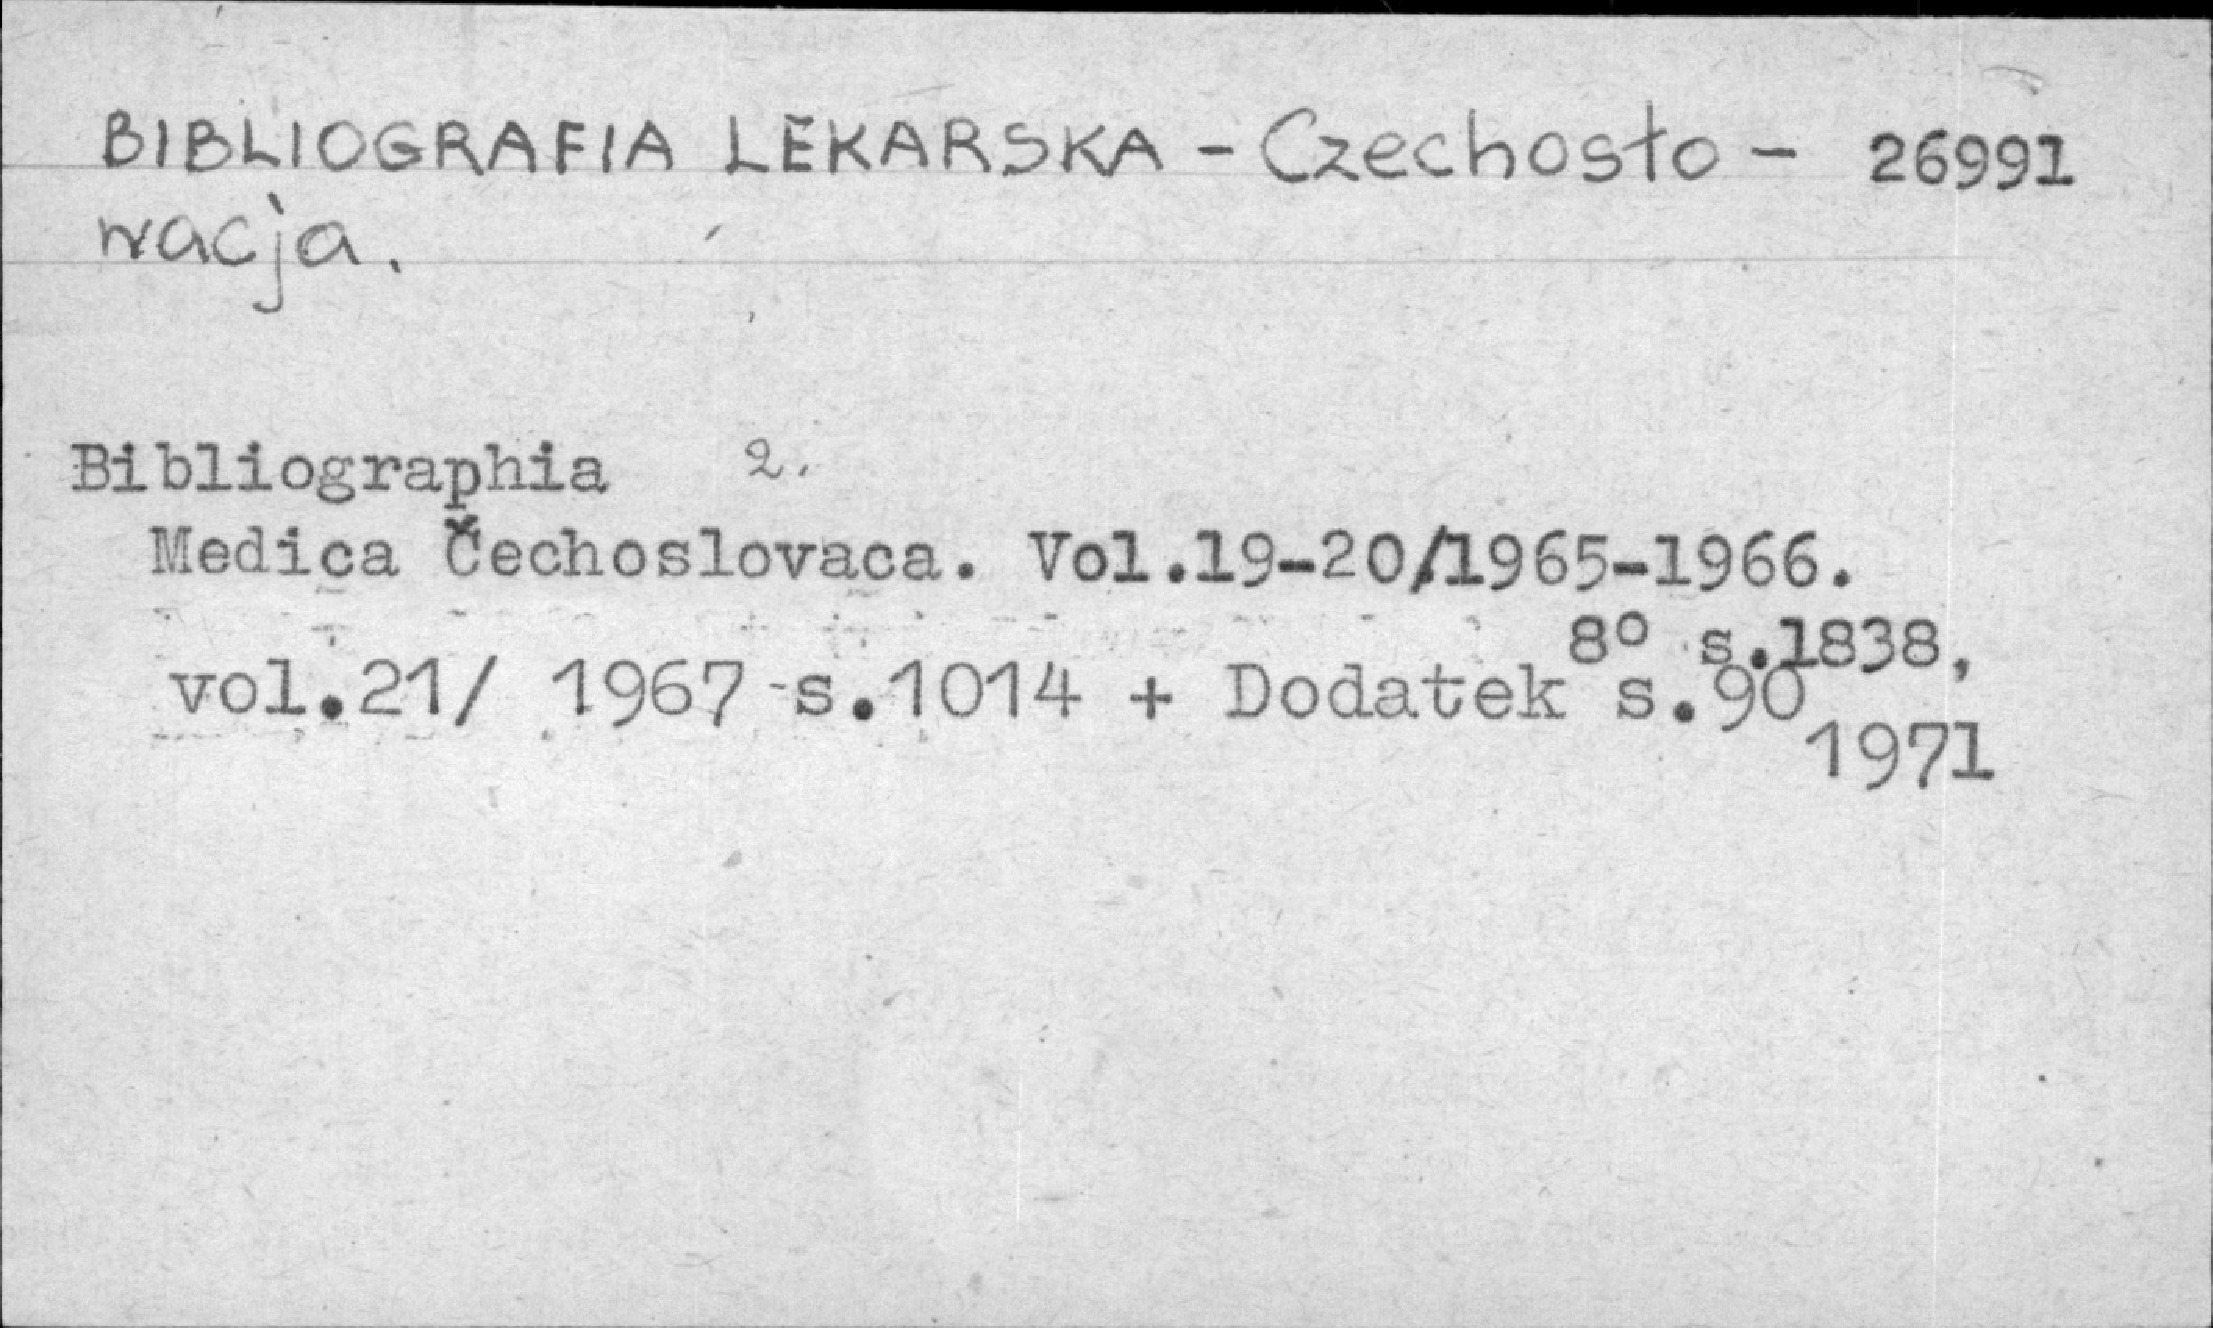 BIBLIOGRAFIA LEKARSKA - Czechosło - 26991
wacja.
Bibliographia 2.
Medica Čechoslovaca. Vol.19-20/1965-1966.
8º s.1838,
vol.21/ 1967 s.1014 + Dodatek s.90
1971